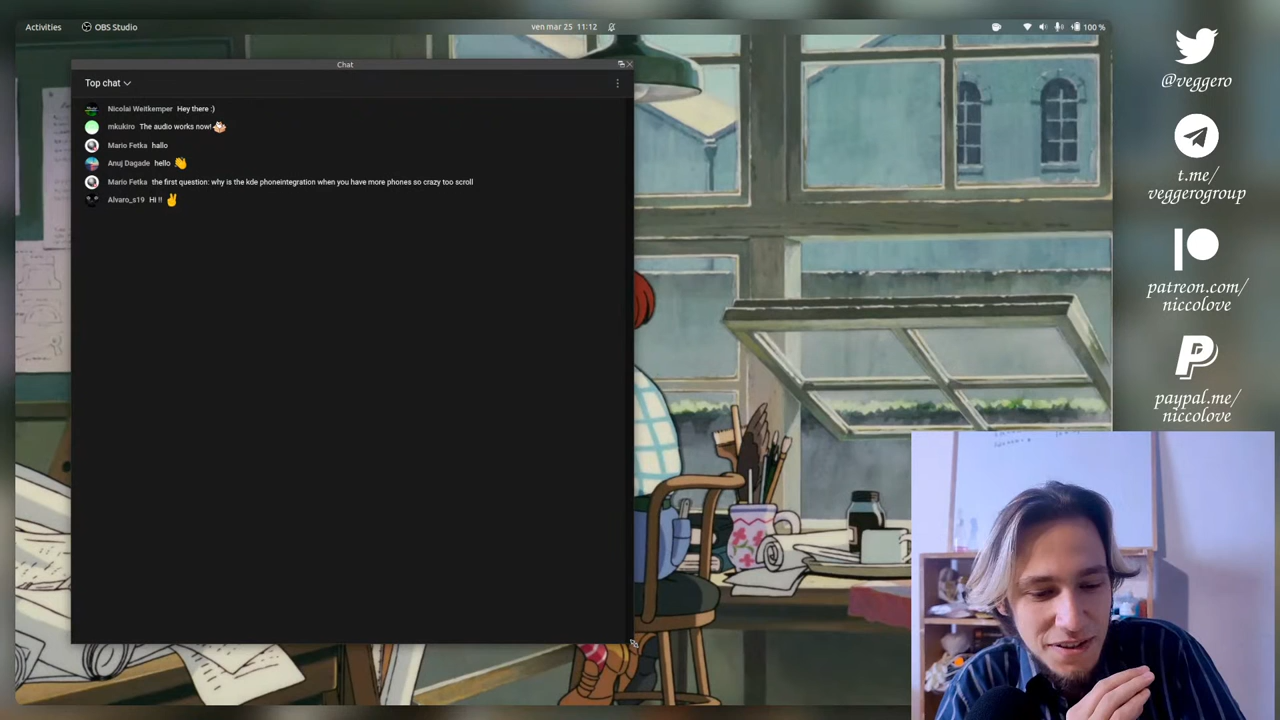 Activities
OBS Studio
ven mar 25 11:12
100 %
Chat
Top chat
Nicolai Weitkemper Hey there :)
mkukiro The audio works now!
Mario Fetka hallo
Anuj Dagade hello
Mario Fetka the first question: why is the kde phoneintegration when you have more phones so crazy too scroll
Alvaro_s19 HI !!
@veggero
t.me/
veggerogroup
patreon.com/
niccolove
paypal.me/
niccolove